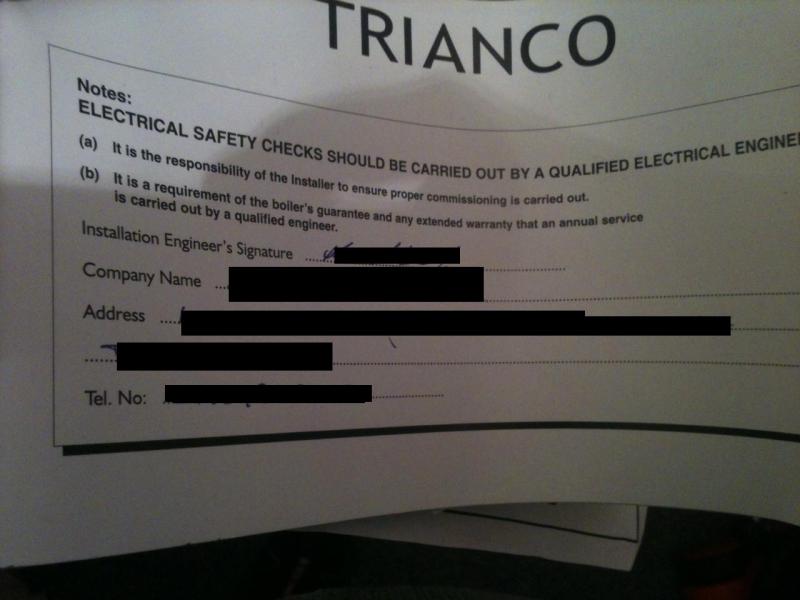 TRIANCO
Notes:
ELECTRICAL SAFETY CHECKS SHOULD BE CARRIED OUT BY A QUALIFIED ELECTRICAL ENGINE
(a) It is the responsibility of the Installer to ensure proper commissioning is carried out.
(b) It is a requirement of the boiler's guarantee and any extended warranty that an annual service
is carried out by a qualified engineer.
Installation Engineer's Signature
Company Name
Address
Tel. No: